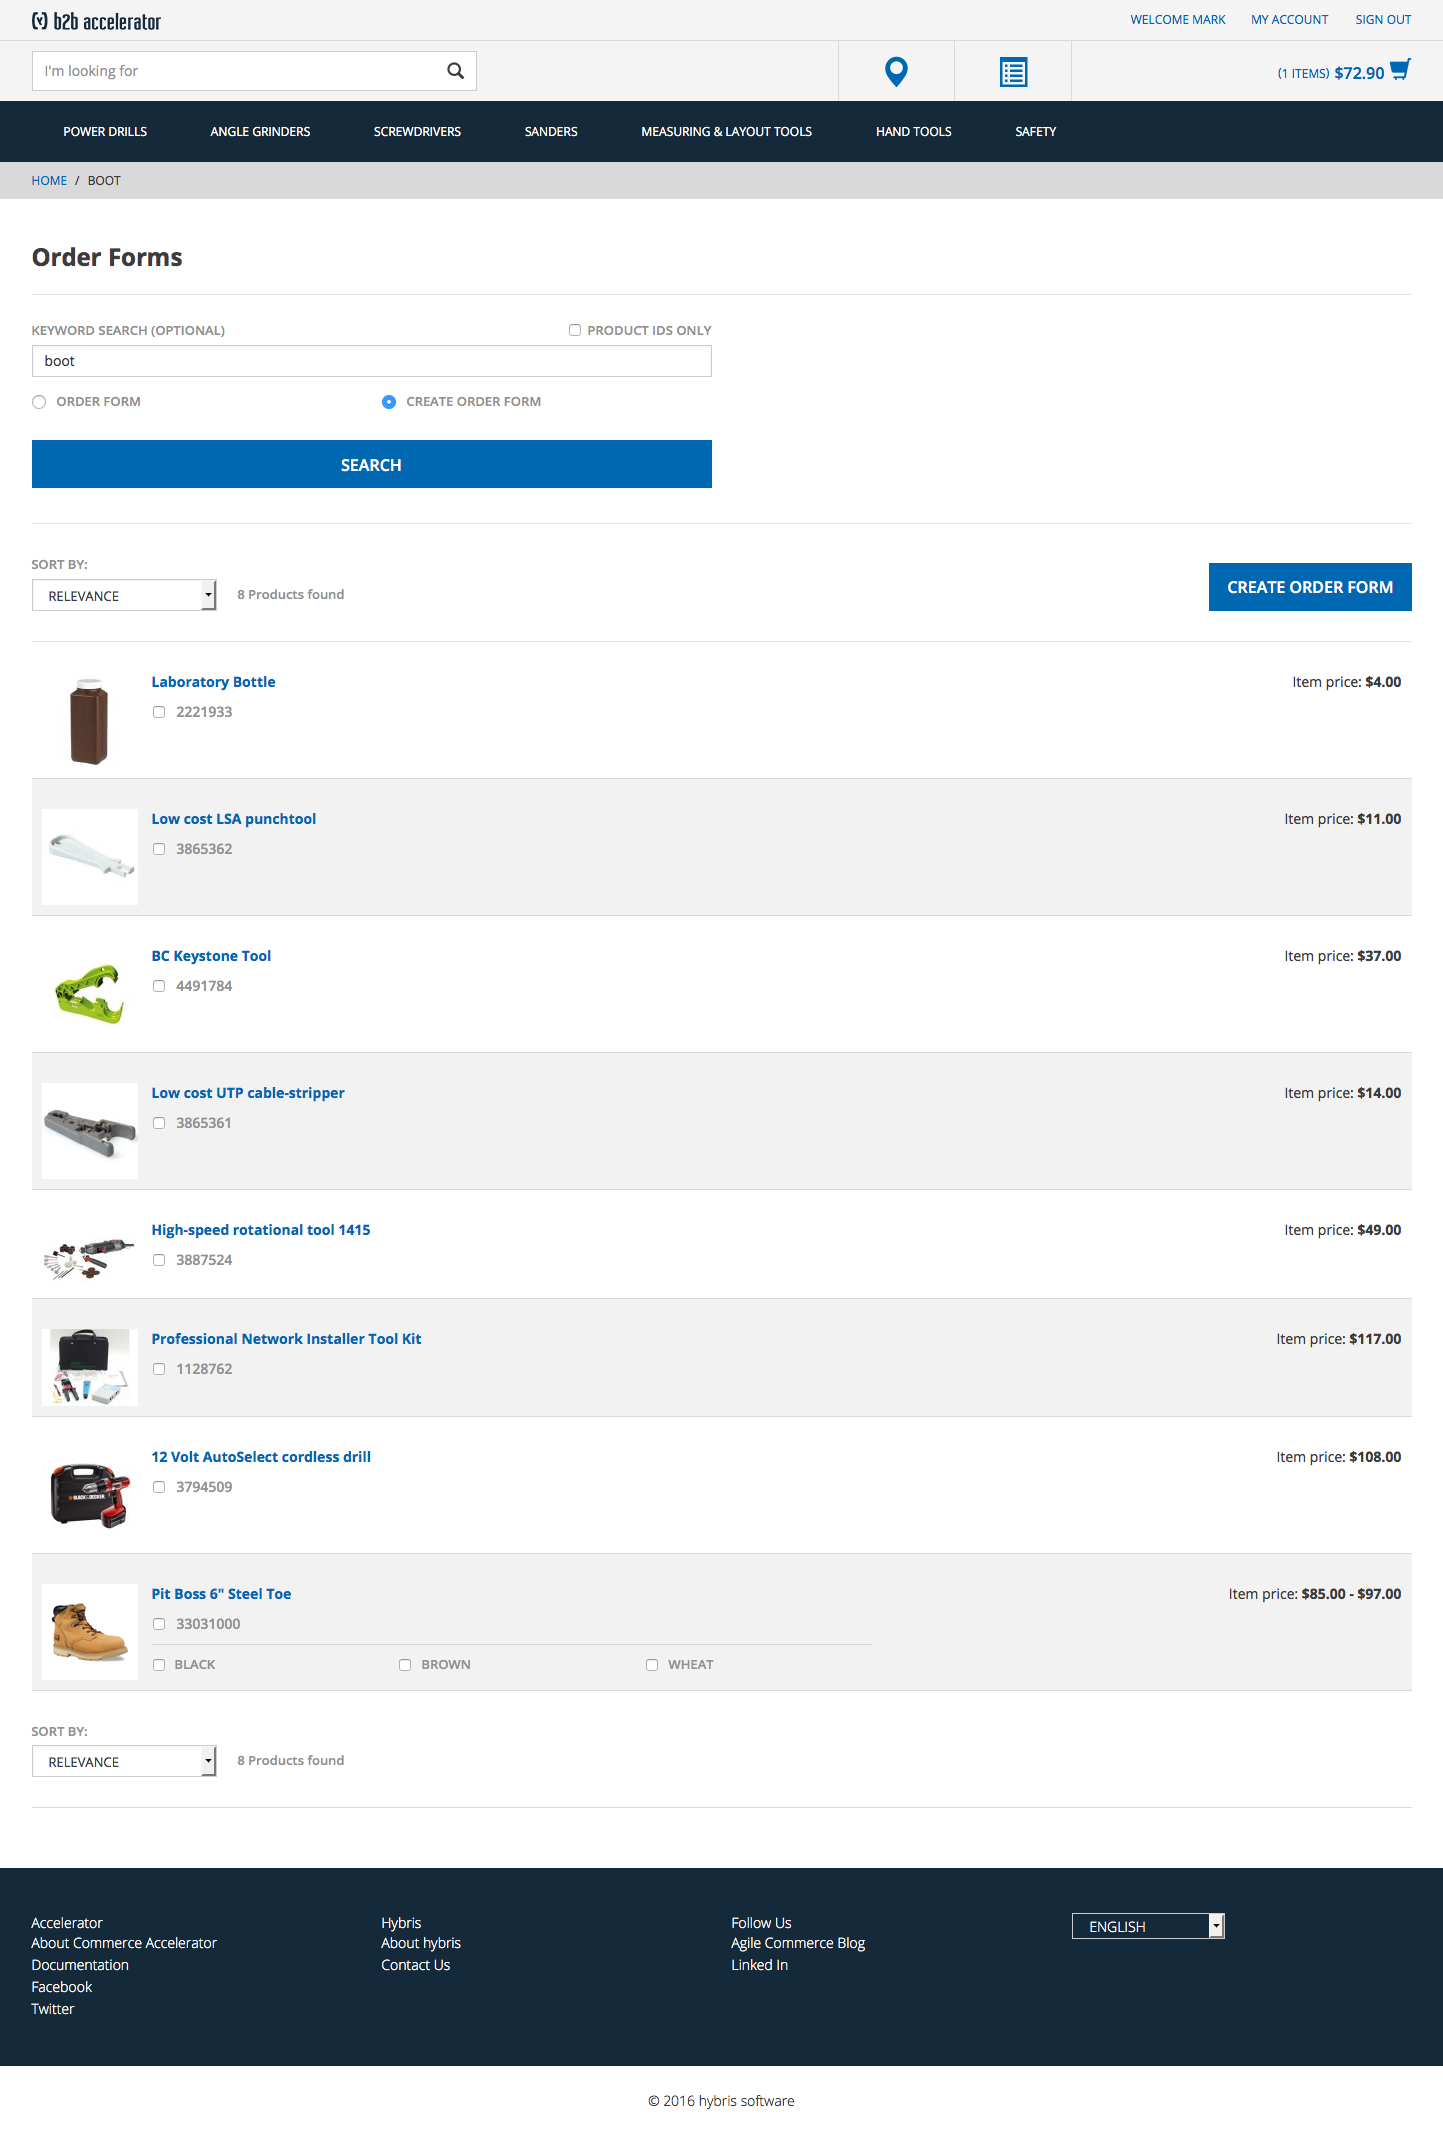 b2b accelerator
WELCOME MARK MY ACCOUNT SIGN OUT
I'm looking for
(1 ITEMS) $72.90
POWER DRILLS ANGLE GRINDERS SCREWDRIVERS SANDERS MEASURING & LAYOUT TOOLS HAND TOOLS SAFETY
HOME / BOOT
Order Forms
KEYWORD SEARCH (OPTIONAL) PRODUCT IDS ONLY
boot
ORDER FORM CREATE ORDER FORM
SEARCH
SORT BY:
RELEVANCE 8 Products found
CREATE ORDER FORM
Laboratory Bottle Item price: $4.00
2221933
Low cost LSA punchtool Item price: $11.00
3865362
BC Keystone Tool Item price: $37.00
4491784
Low cost UTP cable-stripper Item price: $14.00
3865361
High-speed rotational tool 1415 Item price: $49.00
3887524
Professional Network Installer Tool Kit Item price: $117.00
1128762
12 Volt AutoSelect cordless drill Item price: $108.00
3794509
BLACK&DECKER
Pit Boss 6" Steel Toe Item price: $85.00 - $97.00
33031000
BLACK BROWN WHEAT
SORT BY:
RELEVANCE 8 Products found
Accelerator
About Commerce Accelerator
Documentation
Facebook
Twitter
Hybris
About hybris
Contact Us
Follow Us
Agile Commerce Blog
Linked In
ENGLISH
© 2016 hybris software